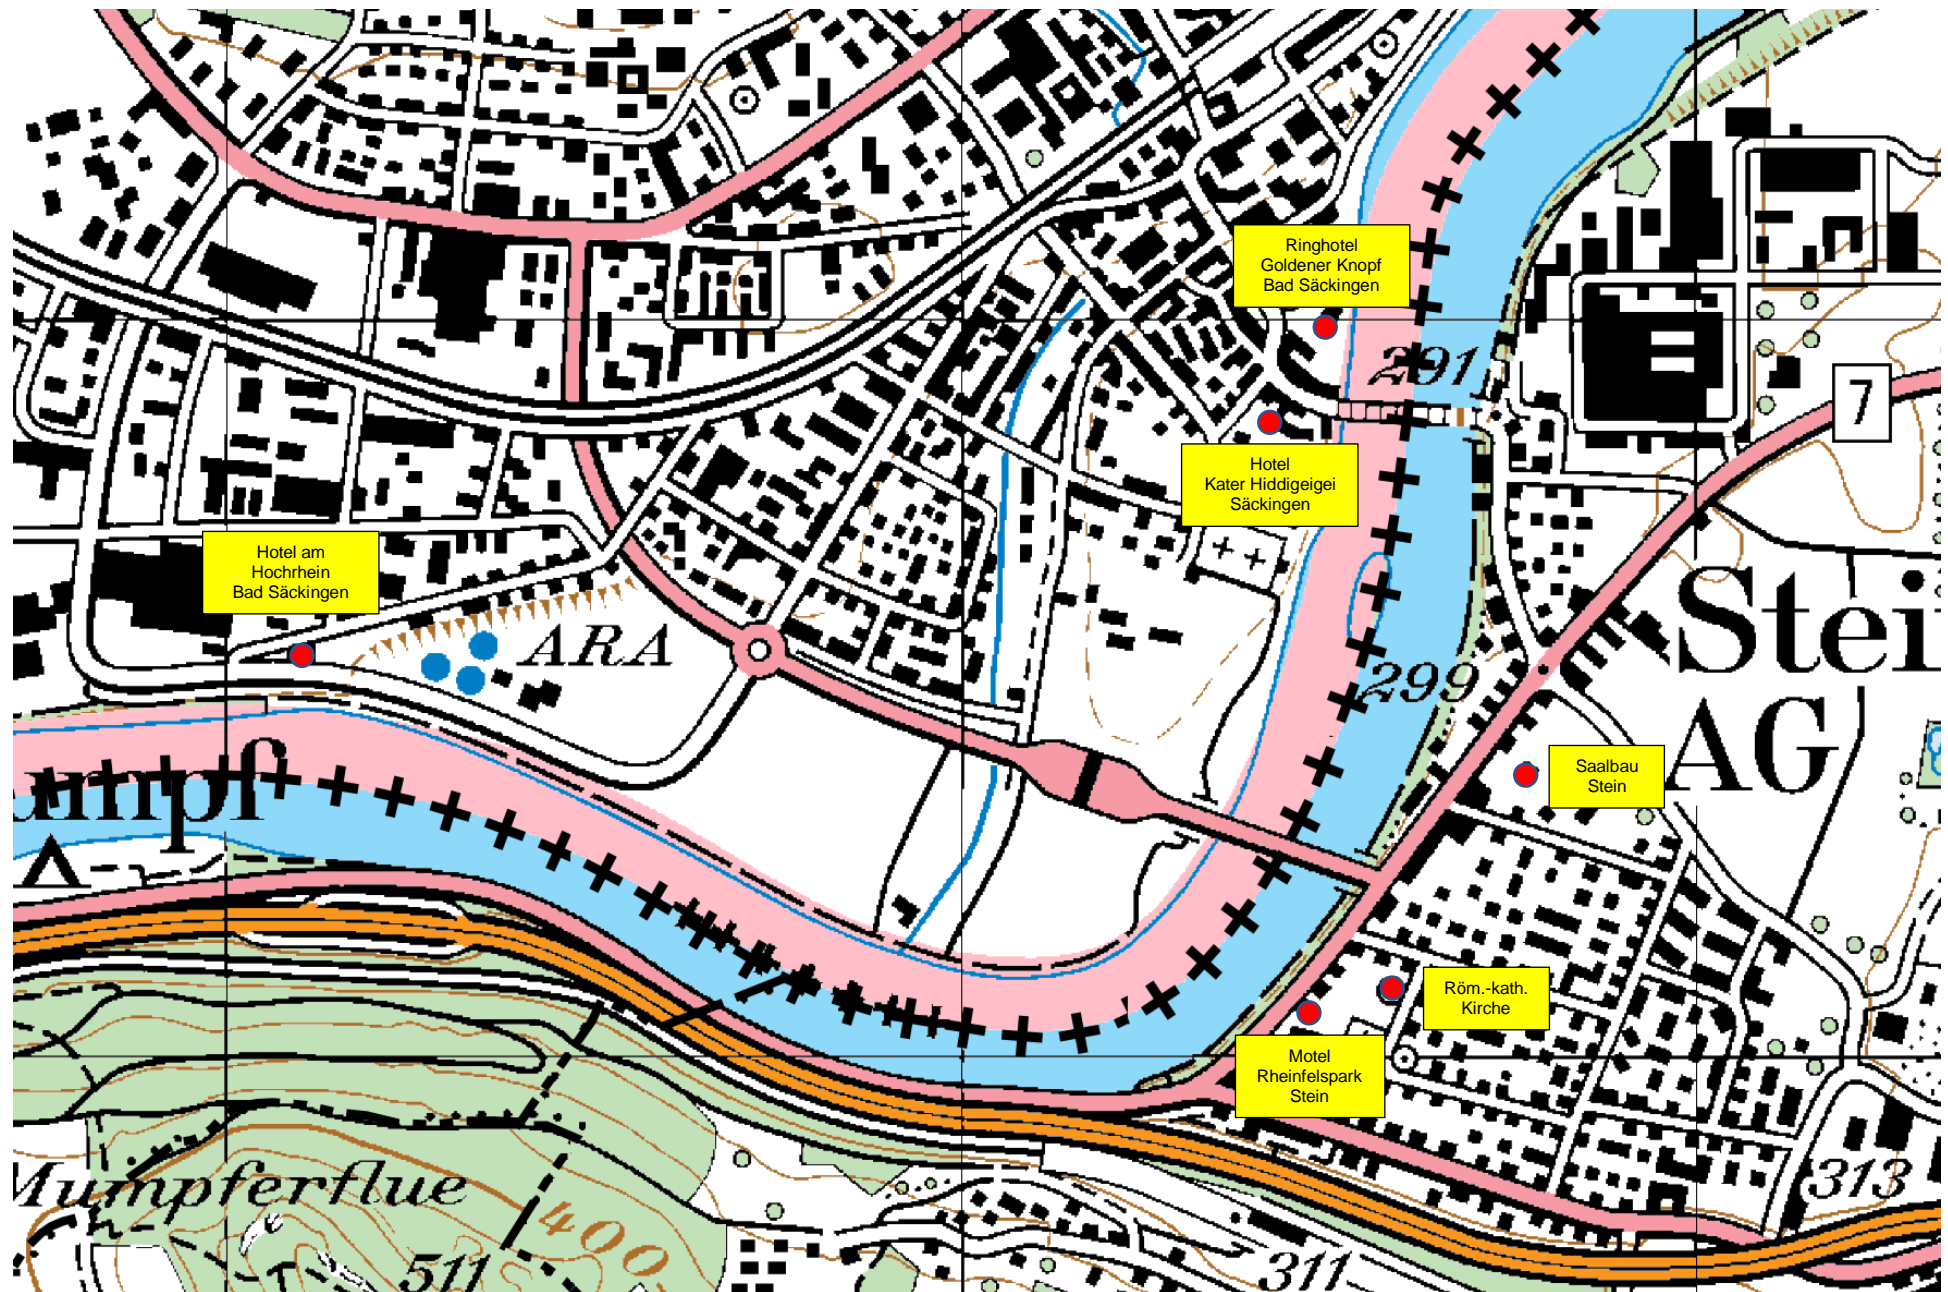 Ringhotel
Goldener Knopf
Bad Säckingen
291
7
Hotel
Kater Hiddigeigei
Säckingen
Hotel am
Hochrhein
Bad Säckingen
ARA
Stei
299
AG
Saalbau
Stein
umpf
Röm.-kath.
Kirche
Motel
Rheinfelspark
Stein
Mumpferflue
400
511
311
313